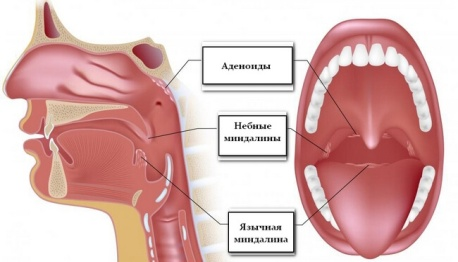 Аденоиды
Небные
миндалины
Язычная
миндалина